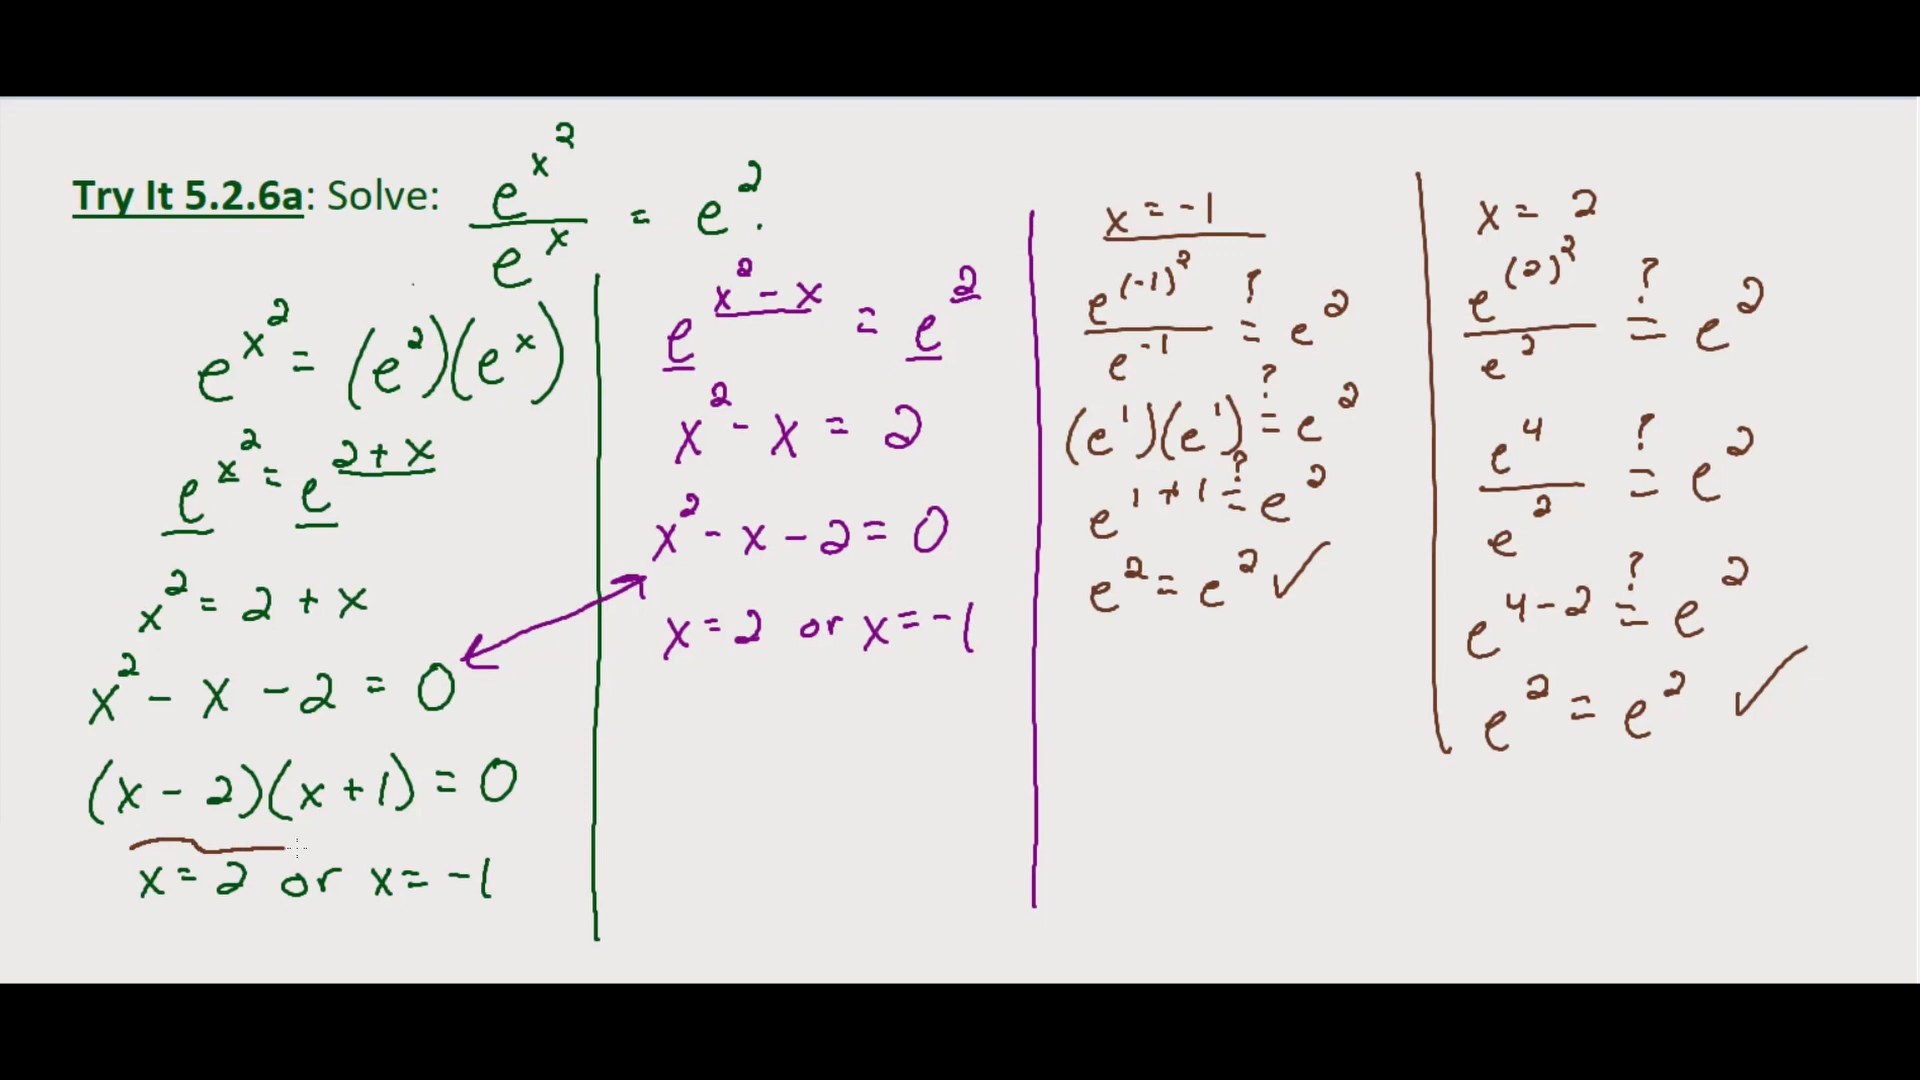 Try It 5.2.6a: Solve: e^{x^2} / e^x = e^2.
e^{x^2} = (e^2)(e^x)
e^{x^2} = e^{2+x}
x^2 = 2 + x
x^2 - x - 2 = 0
(x - 2)(x + 1) = 0
x = 2 or x = -1
e^{x^2 - x} = e^2
x^2 - x = 2
x^2 - x - 2 = 0
x = 2 or x = -1
x = -1
e^{(-1)^2} / e^{-1} =? e^2
(e^1)(e^1) =? e^2
e^{1+1} =? e^2
e^2 = e^2 ✓
x = 2
e^{(2)^2} / e^2 =? e^2
e^4 / e^2 =? e^2
e^{4-2} =? e^2
e^2 = e^2 ✓